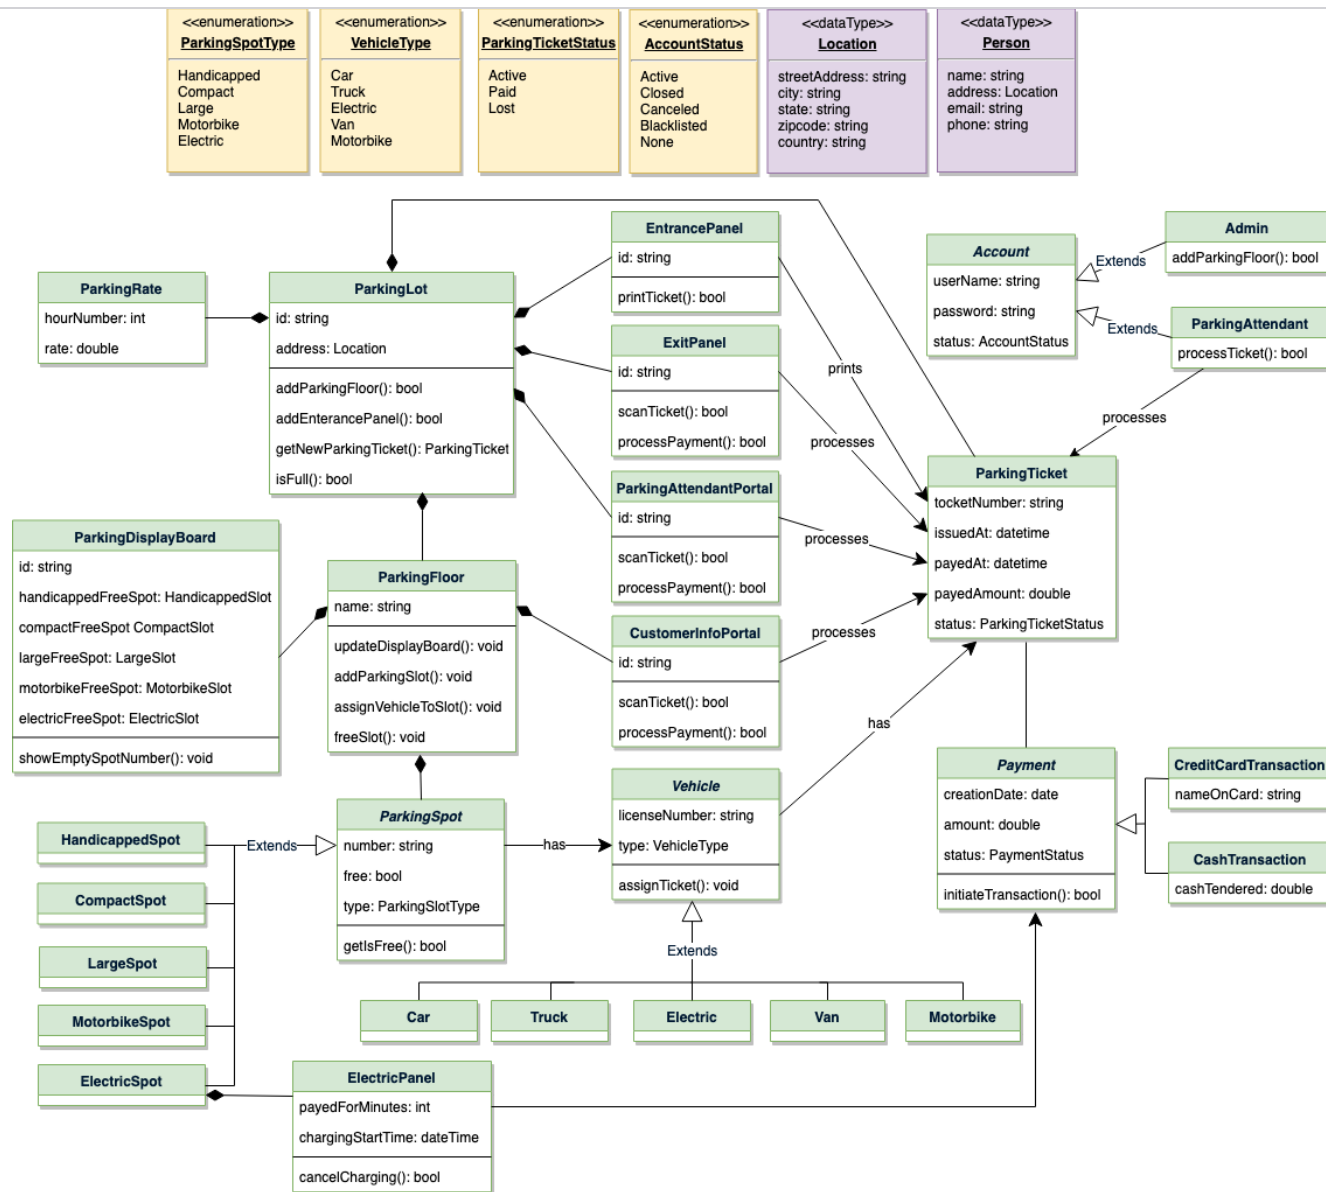 <<enumeration>>
ParkingSpotType
Handicapped
Compact
Large
Motorbike
Electric
<<enumeration>>
VehicleType
Car
Truck
Electric
Van
Motorbike
<<enumeration>>
ParkingTicketStatus
Active
Paid
Lost
<<enumeration>>
AccountStatus
Active
Closed
Canceled
Blacklisted
None
<<dataType>>
Location
streetAddress: string
city: string
state: string
zipcode: string
country: string
<<dataType>>
Person
name: string
address: Location
email: string
phone: string
ParkingRate
hourNumber: int
rate: double
ParkingLot
id: string
address: Location
addParkingFloor(): bool
addEnterancePanel(): bool
getNewParkingTicket(): ParkingTicket
isFull(): bool
EntrancePanel
id: string
printTicket(): bool
ExitPanel
id: string
scanTicket(): bool
processPayment(): bool
ParkingAttendantPortal
id: string
scanTicket(): bool
processPayment(): bool
CustomerInfoPortal
id: string
scanTicket(): bool
processPayment(): bool
prints
processes
processes
processes
has
Account
userName: string
password: string
status: AccountStatus
Extends
Extends
Admin
addParkingFloor(): bool
ParkingAttendant
processTicket(): bool
processes
ParkingTicket
tocketNumber: string
issuedAt: datetime
payedAt: datetime
payedAmount: double
status: ParkingTicketStatus
ParkingDisplayBoard
id: string
handicappedFreeSpot: HandicappedSlot
compactFreeSpot CompactSlot
largeFreeSpot: LargeSlot
motorbikeFreeSpot: MotorbikeSlot
electricFreeSpot: ElectricSlot
showEmptySpotNumber(): void
ParkingFloor
name: string
updateDisplayBoard(): void
addParkingSlot(): void
assignVehicleToSlot(): void
freeSlot(): void
ParkingSpot
number: string
free: bool
type: ParkingSlotType
getIsFree(): bool
has
Vehicle
licenseNumber: string
type: VehicleType
assignTicket(): void
Extends
Payment
creationDate: date
amount: double
status: PaymentStatus
initiateTransaction(): bool
CreditCardTransaction
nameOnCard: string
CashTransaction
cashTendered: double
HandicappedSpot
CompactSpot
LargeSpot
MotorbikeSpot
ElectricSpot
Extends
Car
Truck
Electric
Van
Motorbike
ElectricPanel
payedForMinutes: int
chargingStartTime: dateTime
cancelCharging(): bool